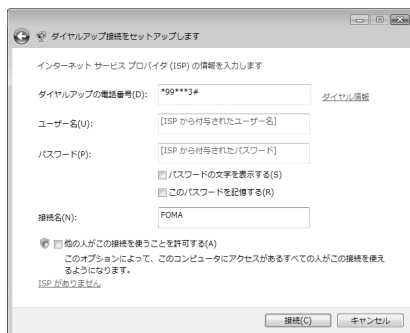 ダイヤルアップ接続をセットアップします
インターネット サービス プロバイダ (ISP) の情報を入力します
ダイヤルアップの電話番号(D): *99***3# ダイヤル情報
ユーザー名(U): [ISP から付与されたユーザー名]
パスワード(P): [ISP から付与されたパスワード]
パスワードの文字を表示する(S)
このパスワードを記憶する(R)
接続名(N): FOMA
他の人がこの接続を使うことを許可する(A)
このオプションによって、このコンピュータにアクセスがあるすべての人がこの接続を使え
るようになります。
ISP がありません
接続(C) キャンセル